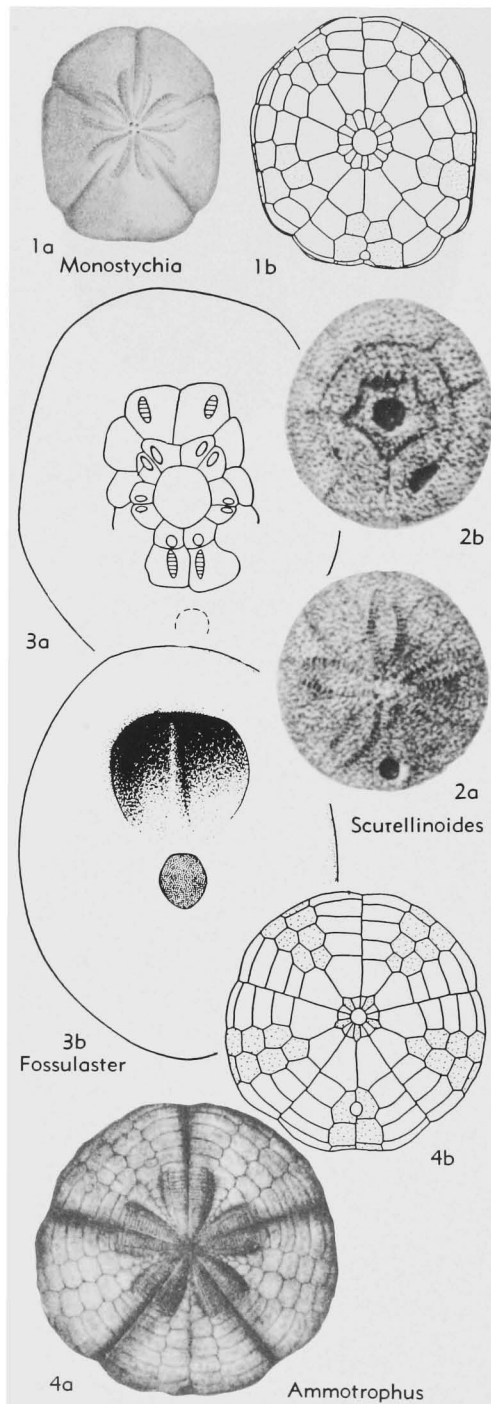 1a
Monostychia
1b
2b
3a
2a
Scutellinoides
3b
Fossulaster
4b
4a
Ammotrophus